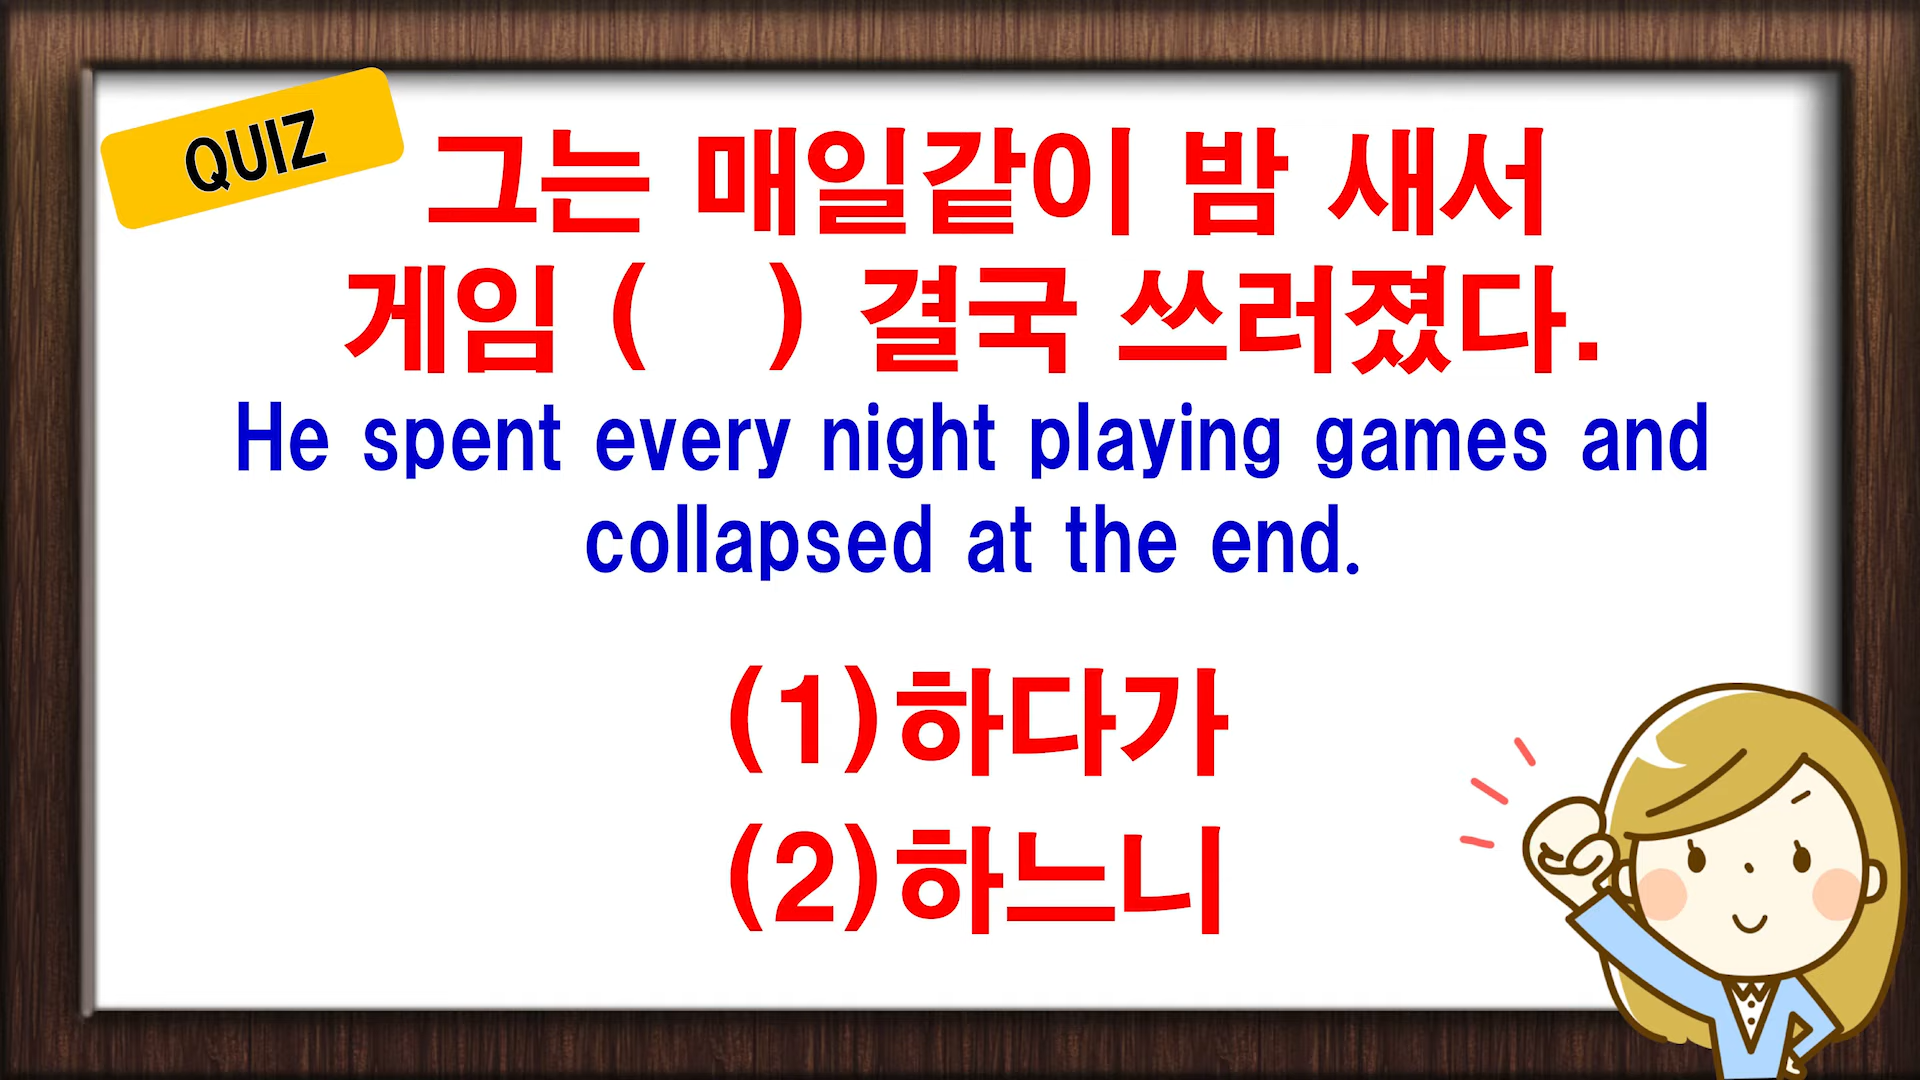 QUIZ
그는 매일같이 밤 새서
게임 (   ) 결국 쓰러졌다.
He spent every night playing games and
collapsed at the end.
(1)하다가
(2)하느니